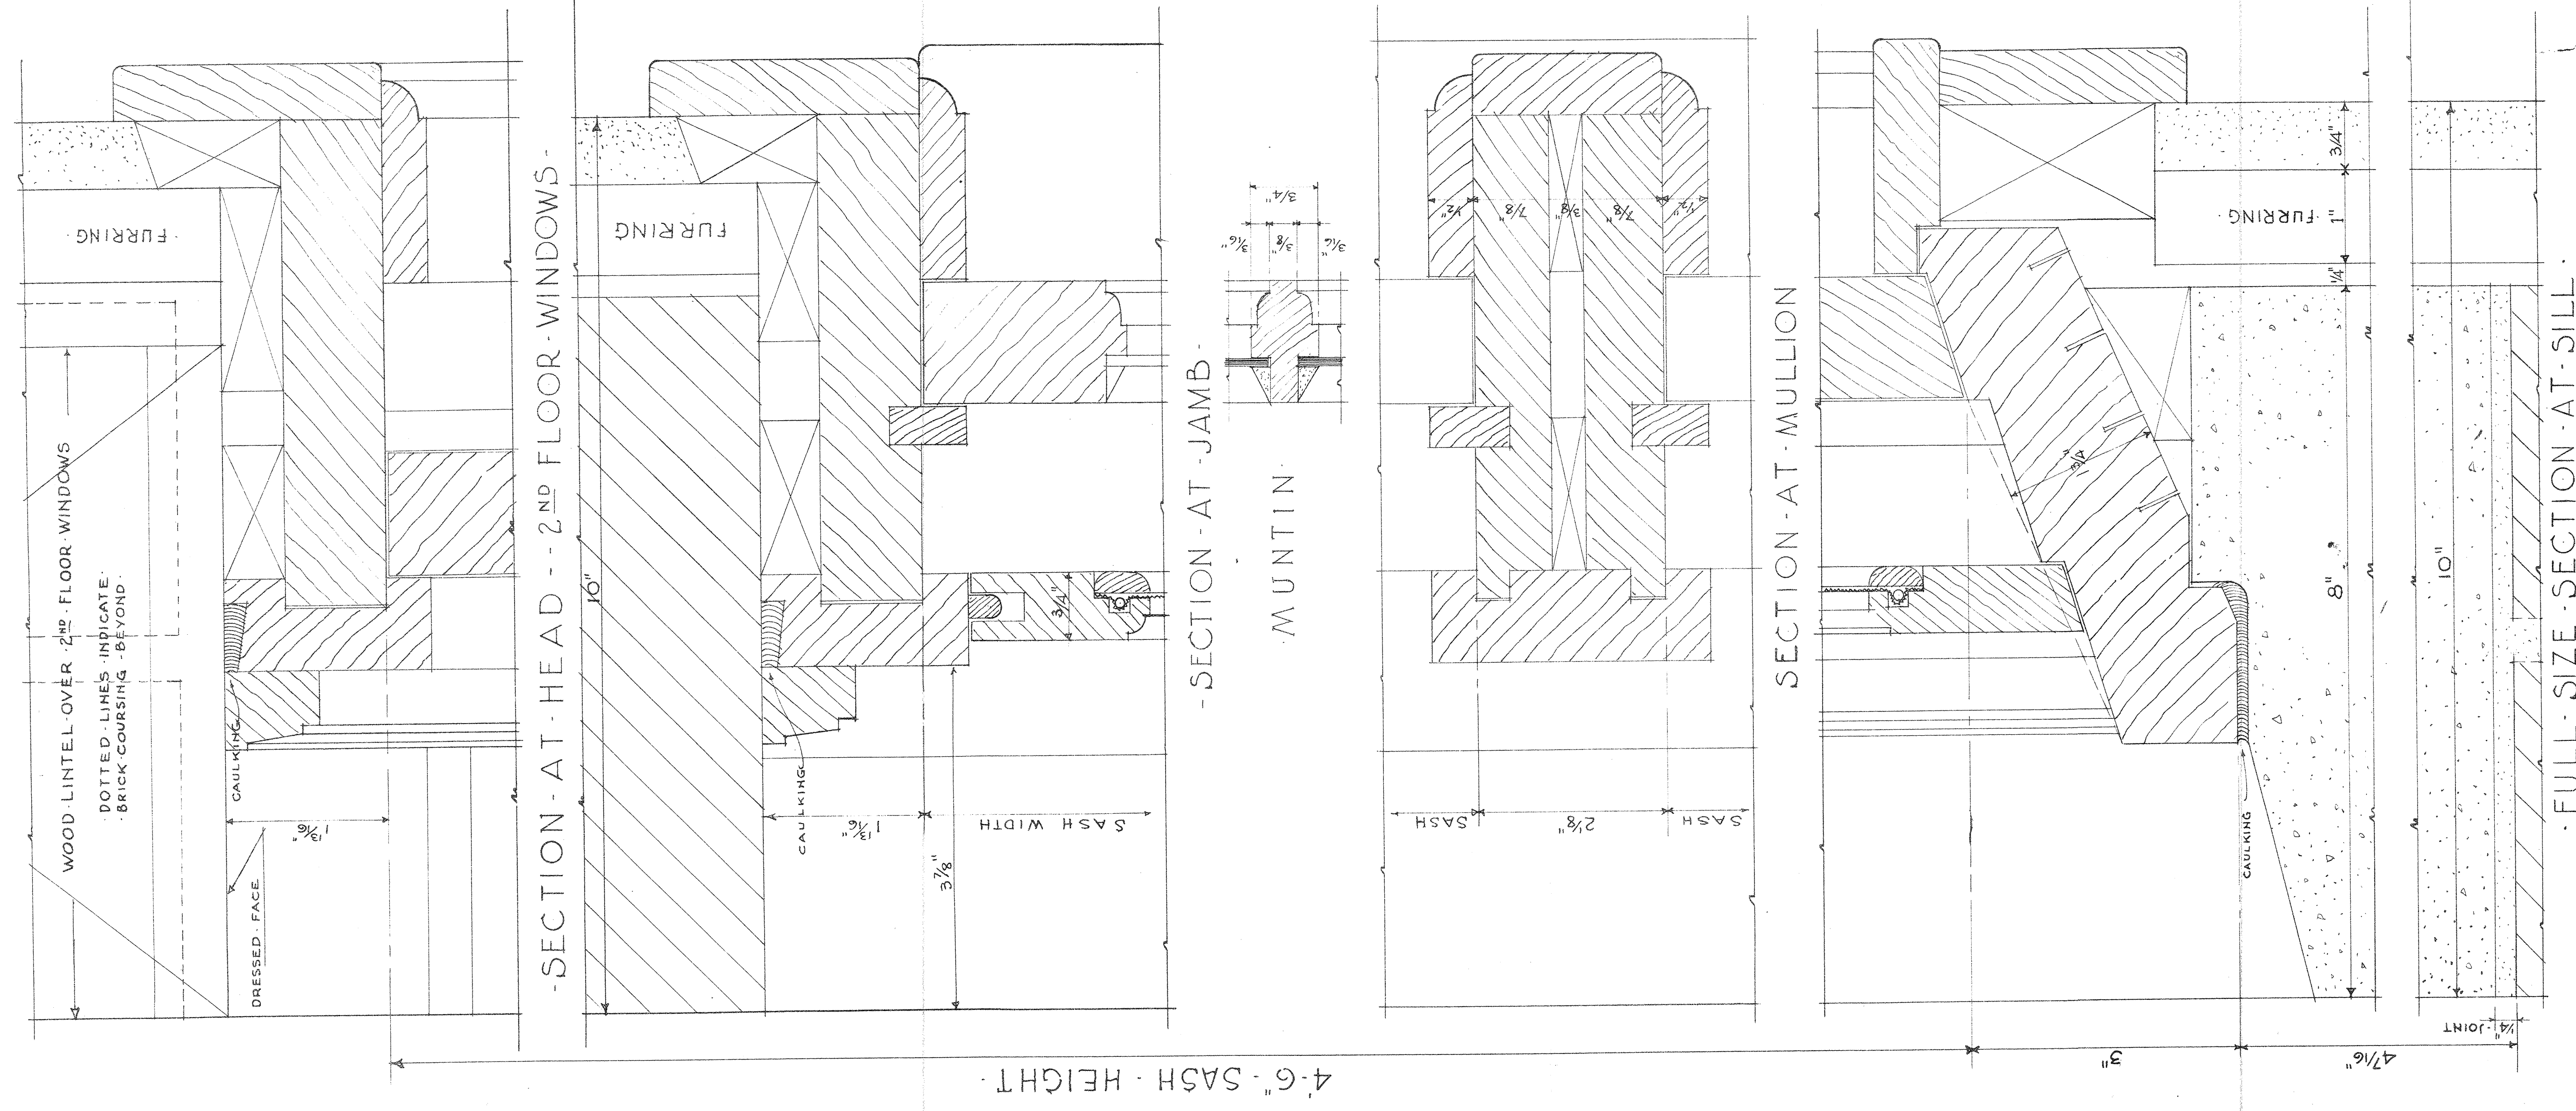 · FURRING ·
WOOD · LINTEL · OVER · 2ND · FLOOR · WINDOWS
· DOTTED · LINES · INDICATE ·
· BRICK · COURSING · BEYOND ·
CAULKING
1 13/16"
DRESSED · FACE
- SECTION · AT · HEAD - 2ND FLOOR · WINDOWS -
10"
FURRING
CAULKING
1 13/16"
SASH WIDTH
3 7/8"
3/4"
- SECTION · AT · JAMB -
3/4"
3/16" 3/8" 3/16"
MUNTIN
1/2" 7/8" 3/8" 7/8" 1/2"
SASH 2 1/8" SASH
SECTION · AT · MULLION
1 3/4"
3/4"
· FURRING ·
1"
1/4"
8"
CAULKING
10"
1/4" JOINT
· FULL · SIZE · SECTION · AT · SILL ·
4'-6" · SASH · HEIGHT ·
3"
4 7/16"